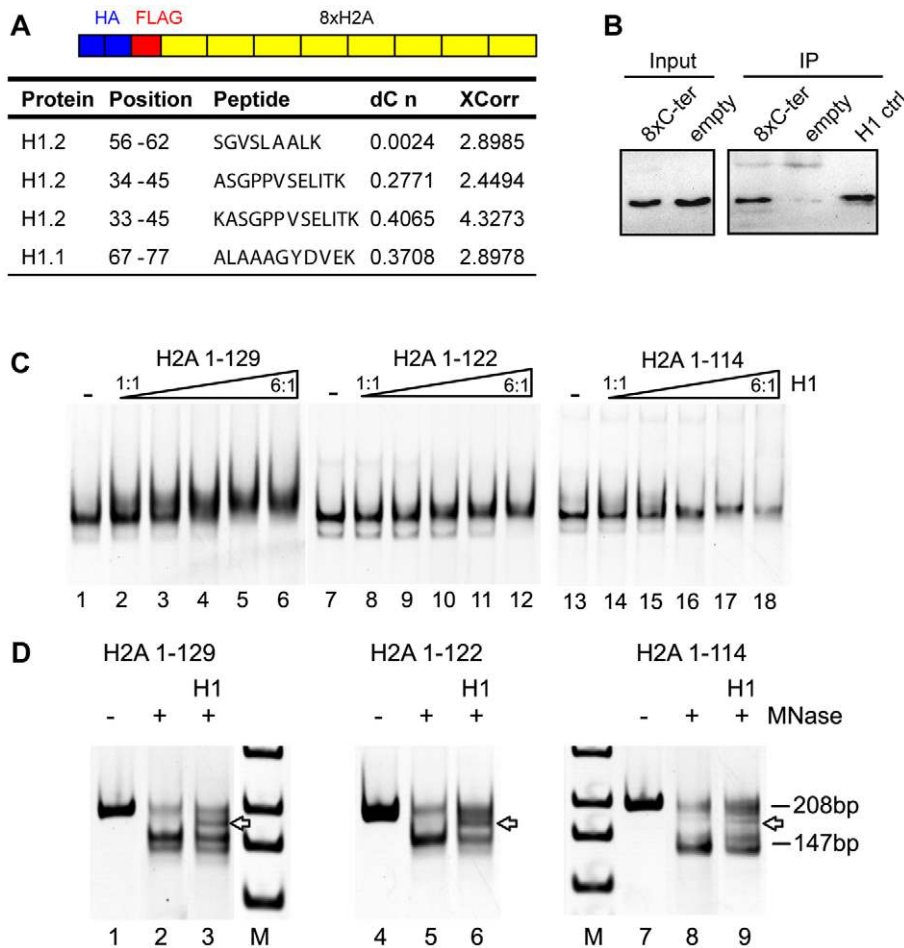 A
HA FLAG 8xH2A
Protein Position Peptide dC n XCorr
H1.2 56 -62 SGVSLAALK 0.0024 2.8985
H1.2 34 -45 ASGPPVSELITK 0.2771 2.4494
H1.2 33 -45 KASGPPVSELITK 0.4065 4.3273
H1.1 67 -77 ALAAAGYDVEK 0.3708 2.8978
B
Input IP
8xC-ter empty 8xC-ter empty H1 ctrl
C
H2A 1-129 H2A 1-122 H2A 1-114
- 1:1 6:1 - 1:1 6:1 - 1:1 6:1 H1
1 2 3 4 5 6 7 8 9 10 11 12 13 14 15 16 17 18
D
H2A 1-129 H2A 1-122 H2A 1-114
H1 H1 H1
- + + - + + - + + MNase
208bp
147bp
1 2 3 M 4 5 6 M 7 8 9